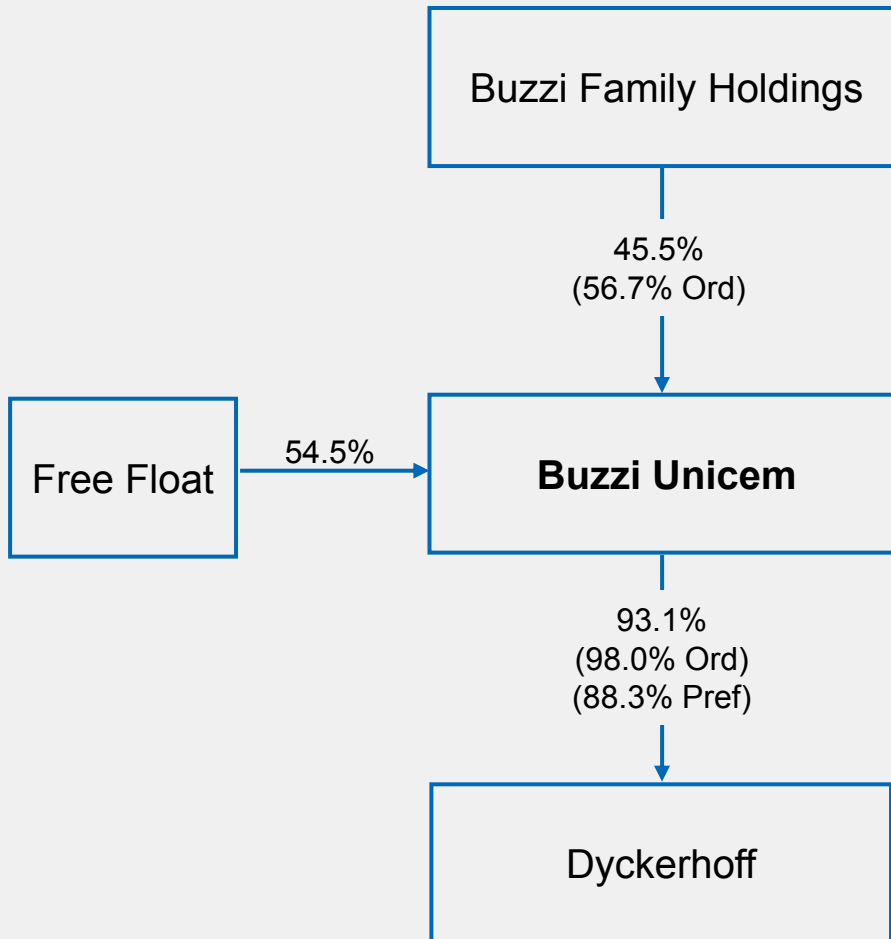 Buzzi Family Holdings
45.5%
(56.7% Ord)
Free Float
54.5%
Buzzi Unicem
93.1%
(98.0% Ord)
(88.3% Pref)
Dyckerhoff